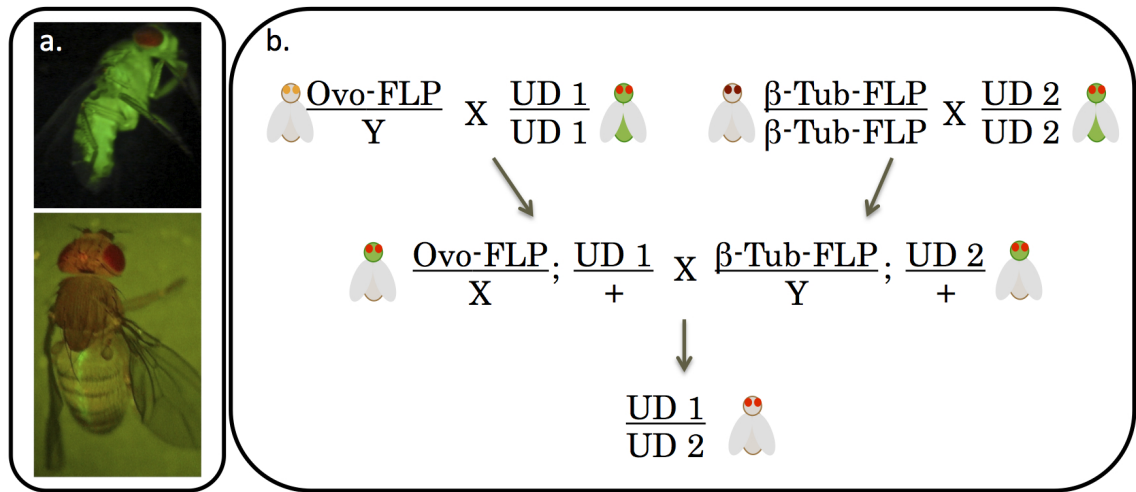 a.
b.
Ovo-FLP X UD 1 β-Tub-FLP X UD 2
Y UD 1 β-Tub-FLP UD 2
Ovo-FLP ; UD 1 X β-Tub-FLP ; UD 2
X + Y +
UD 1
UD 2